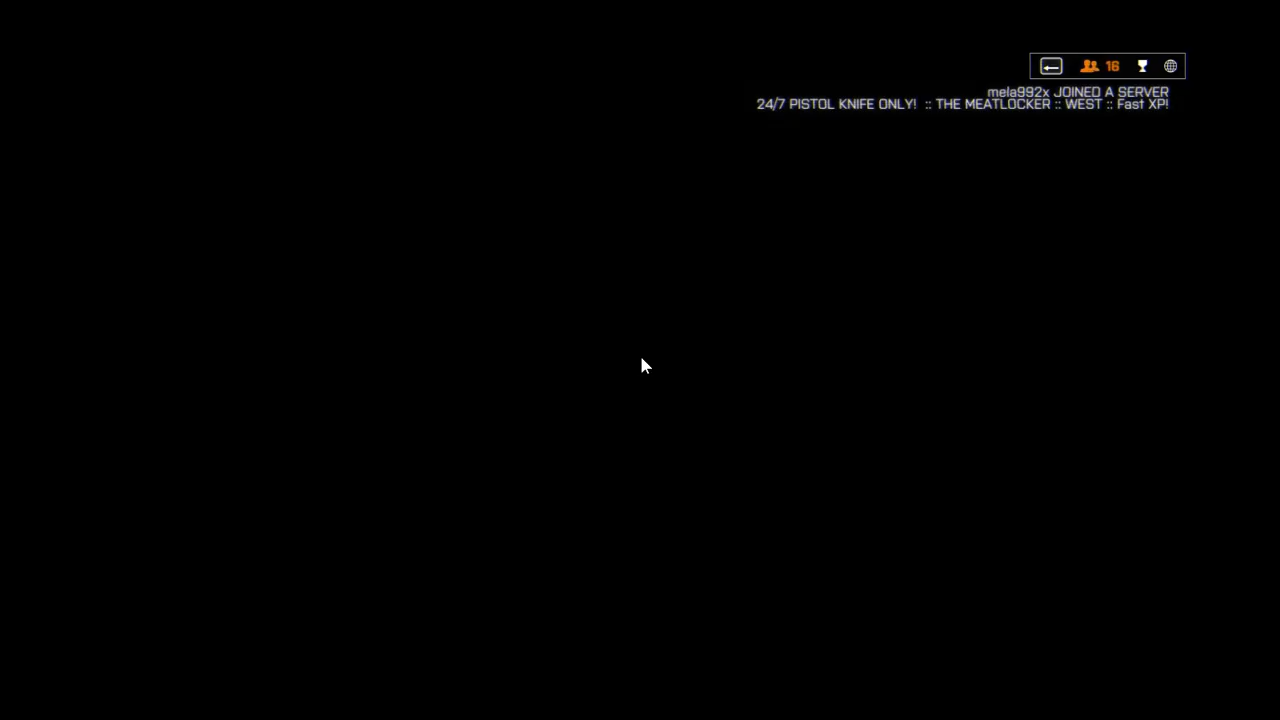 16
mela992x JOINED A SERVER
24/7 PISTOL KNIFE ONLY! :: THE MEATLOCKER :: WEST :: Fast XP!